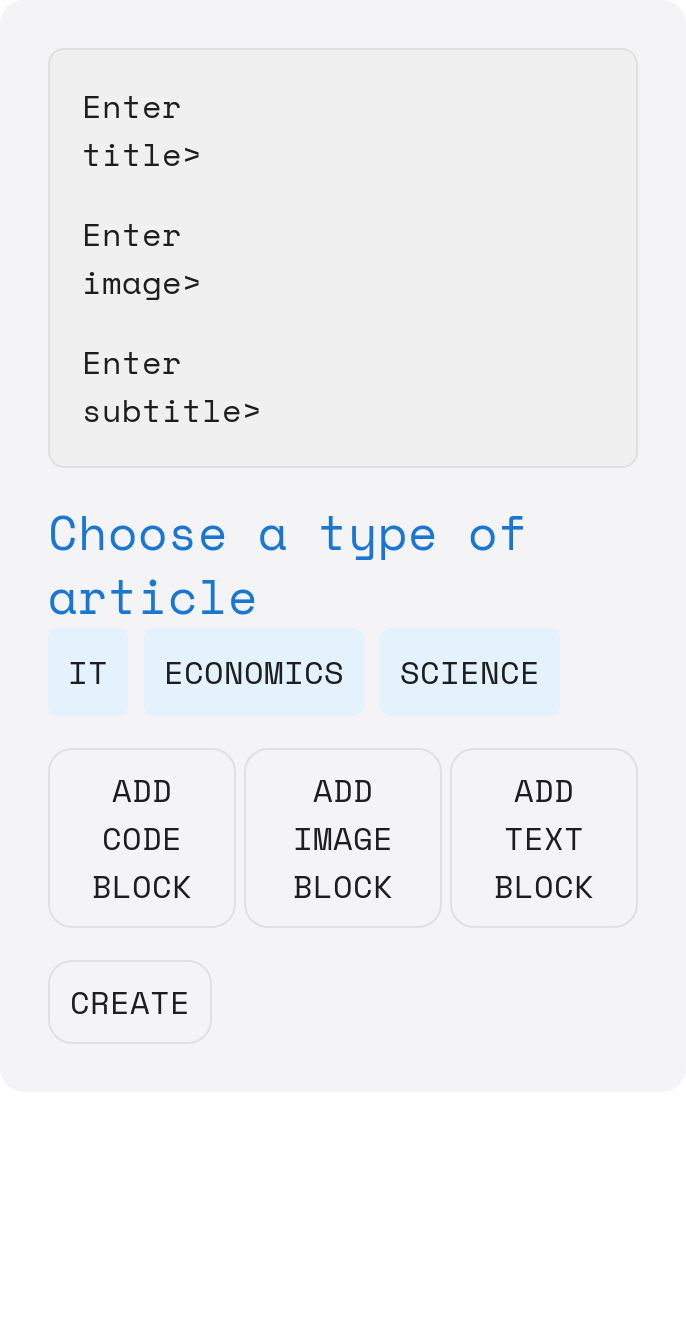 Enter
title>
Enter
image>
Enter
subtitle>
Choose a type of
article
IT ECONOMICS SCIENCE
ADD
CODE
BLOCK
ADD
IMAGE
BLOCK
ADD
TEXT
BLOCK
CREATE